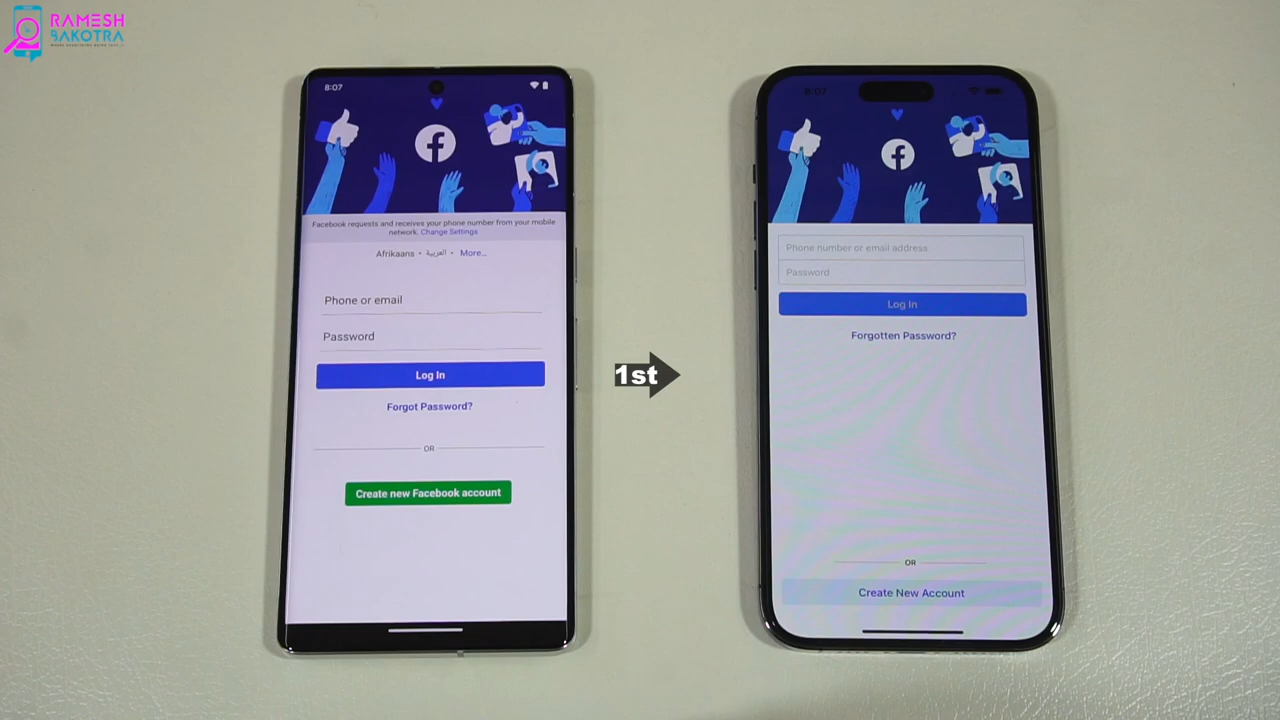 RAMESH
BAKOTRA
8:07
Facebook requests and receives your phone number from your mobile
network. Change Settings
Afrikaans • العربية • More...
Phone or email
Password
Log In
Forgot Password?
OR
Create new Facebook account
1st
8:07
Phone number or email address
Password
Log In
Forgotten Password?
OR
Create New Account